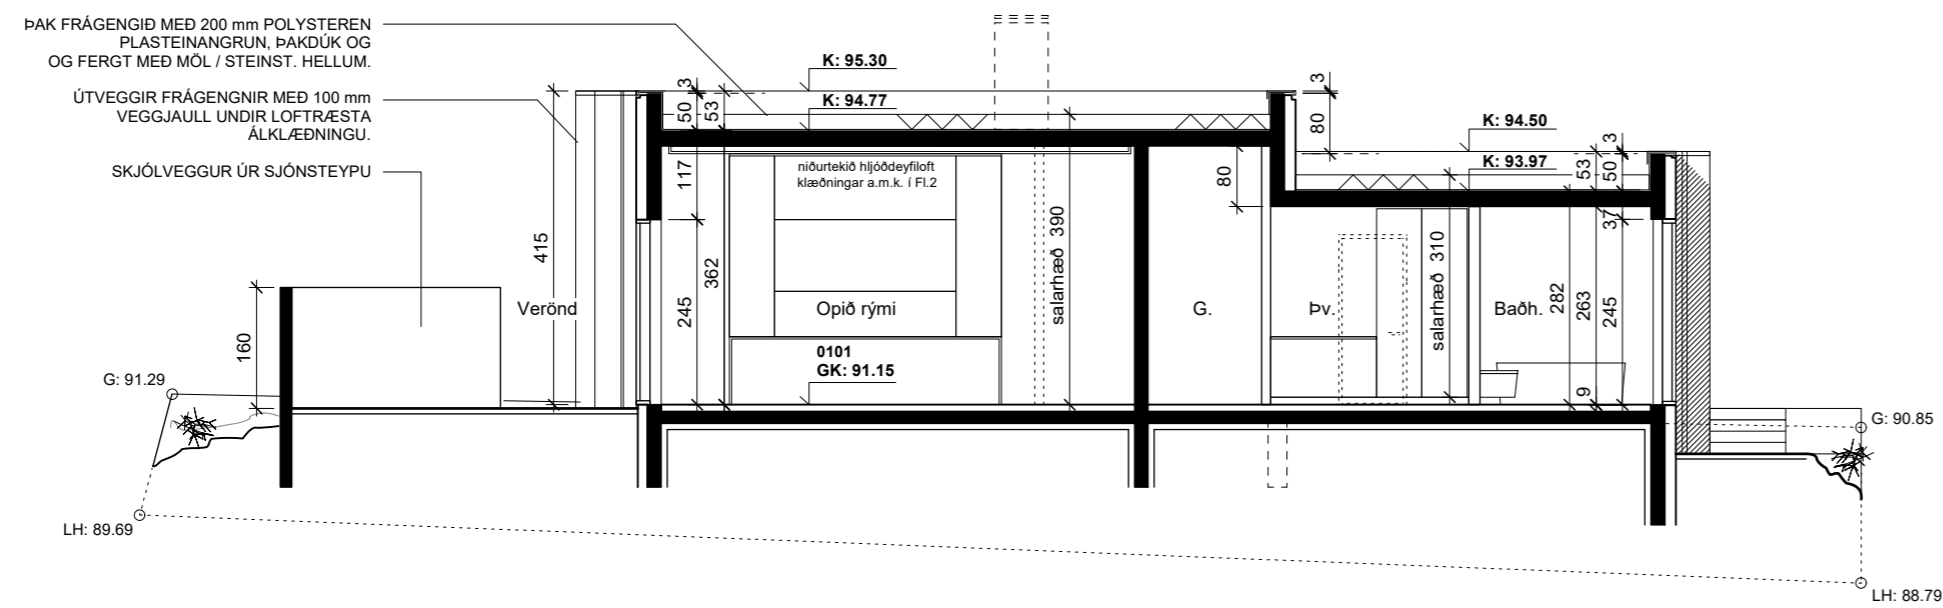 ÞAK FRÁGENGIÐ MEÐ 200 mm POLYSTEREN
PLASTEINANGRUN, ÞAKDÚK OG
OG FERGT MEÐ MÖL / STEINST. HELLUM.
ÚTVEGGIR FRÁGENGNIR MEÐ 100 mm
VEGGJAULL UNDIR LOFTRÆSTA
ÁLKLÆÐNINGU.
SKJÓLVEGGUR ÚR SJÓNSTEYPU
K: 95.30
K: 94.77
3
50
53
3
80
K: 94.50
K: 93.97
53
3
50
niðurtekið hljóðdeyfiloft
klæðningar a.m.k. í Fl.2
117
80
37
415
362
245
160
Verönd
Opið rými
salarhæð 390
G.
Þv.
salarhæð 310
Baðh.
282
263
245
9
0101
GK: 91.15
G: 91.29
G: 90.85
LH: 89.69
LH: 88.79